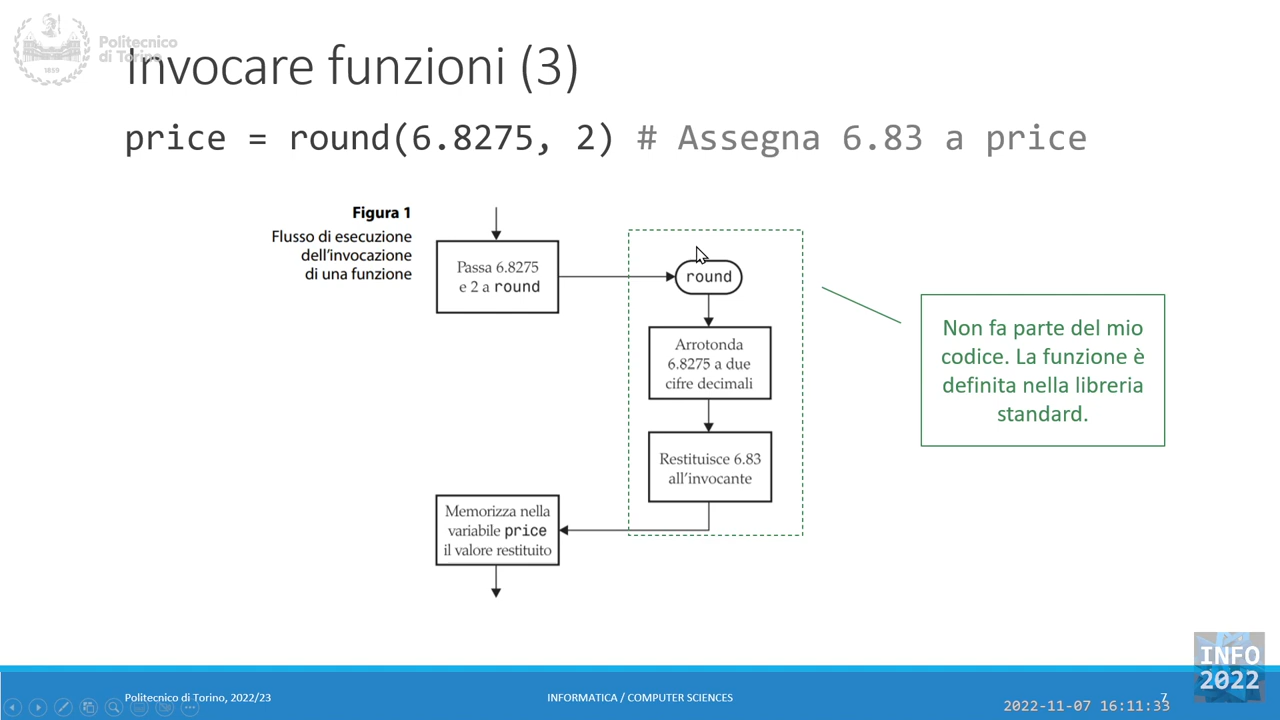 Politecnico
di Torino
1859
Invocare funzioni (3)
price = round(6.8275, 2) # Assegna 6.83 a price
Figura 1
Flusso di esecuzione
dell'invocazione
di una funzione
Passa 6.8275
e 2 a round
round
Arrotonda
6.8275 a due
cifre decimali
Restituisce 6.83
all'invocante
Memorizza nella
variabile price
il valore restituito
Non fa parte del mio
codice. La funzione è
definita nella libreria
standard.
INFO
2022
Politecnico di Torino, 2022/23
INFORMATICA / COMPUTER SCIENCES
7
2022-11-07 16:11:33